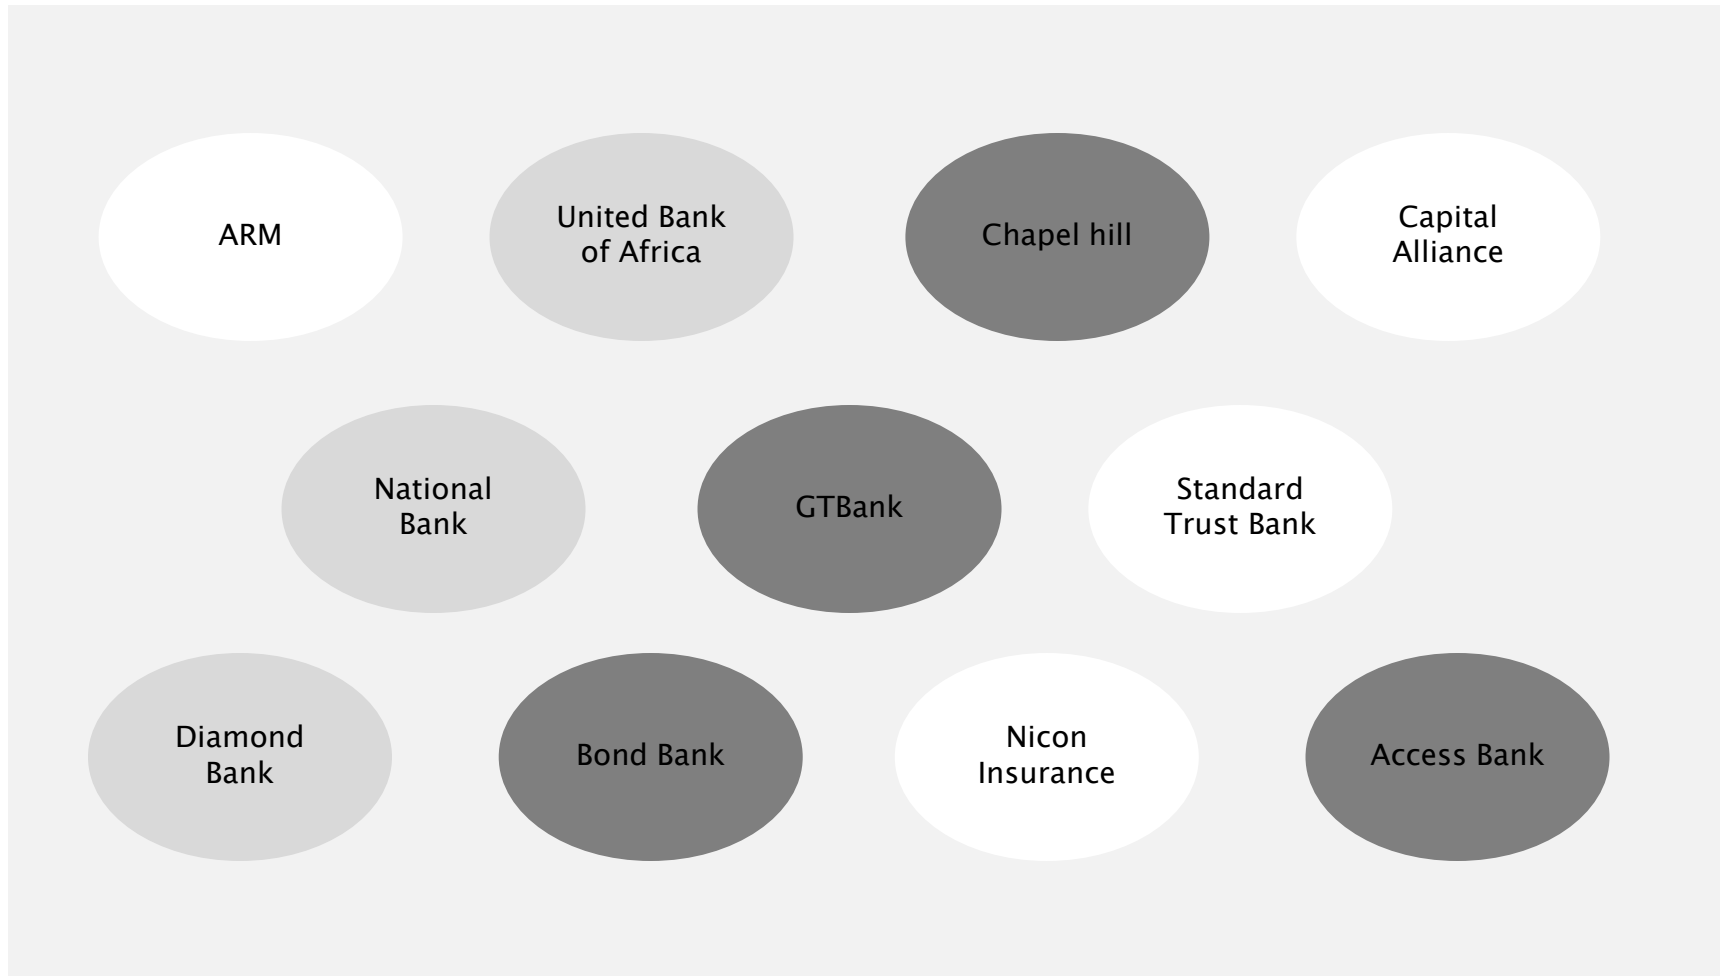 ARM
United Bank
of Africa
Chapel hill
Capital
Alliance
National
Bank
GTBank
Standard
Trust Bank
Diamond
Bank
Bond Bank
Nicon
Insurance
Access Bank